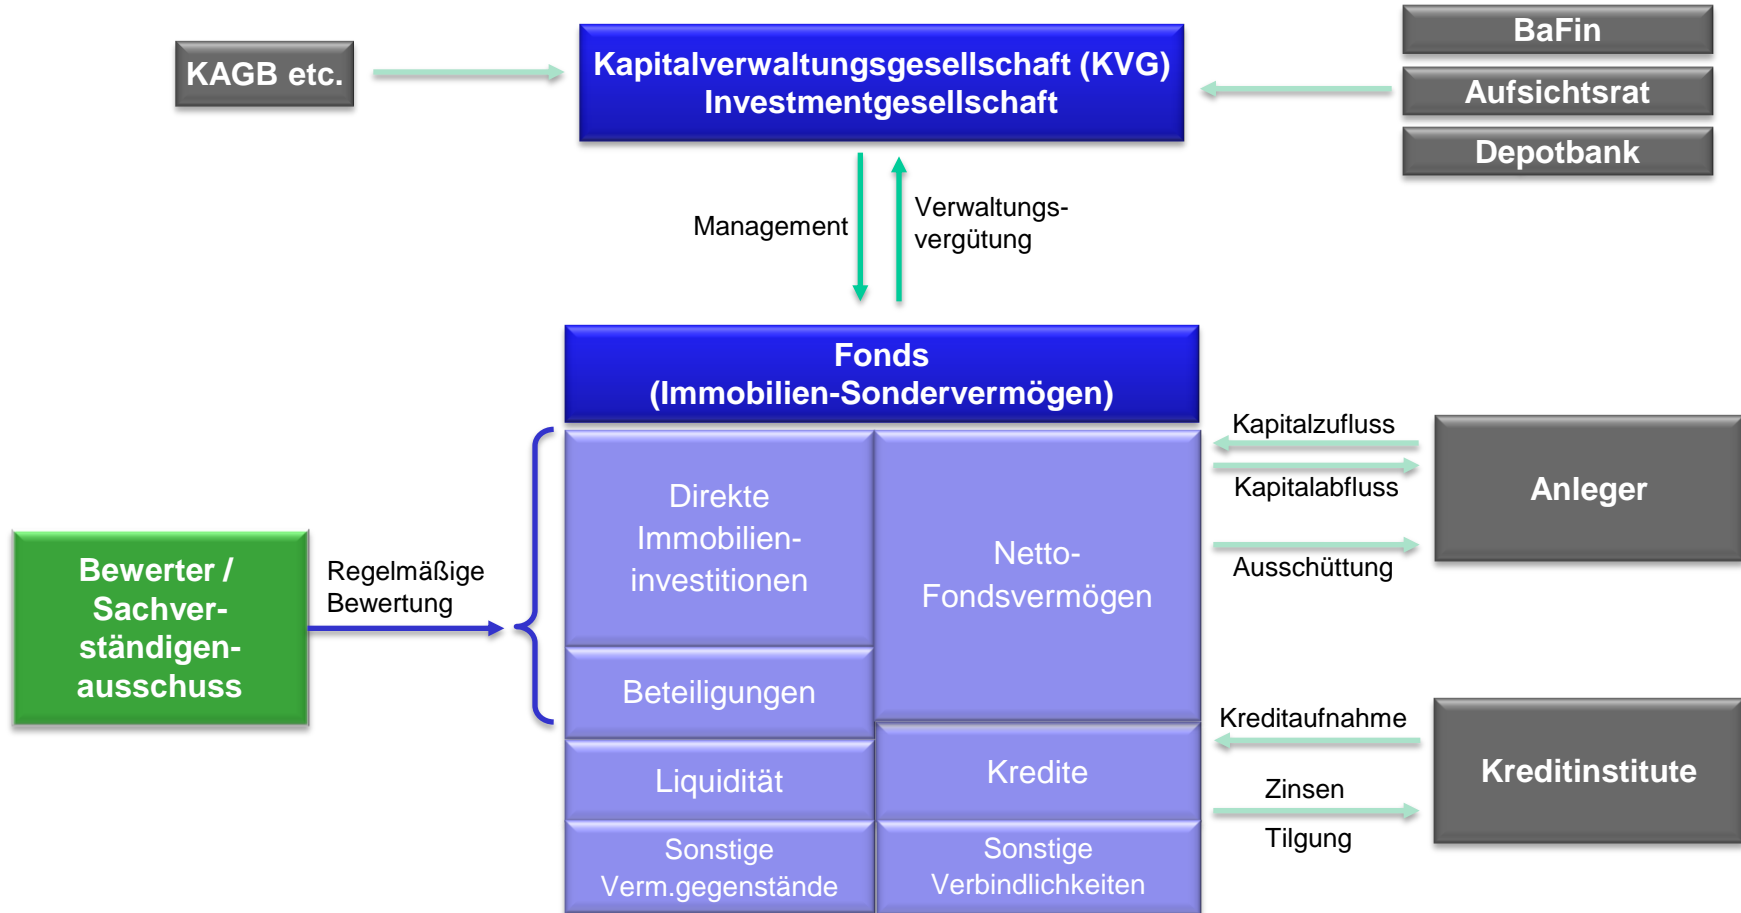 KAGB etc.
Kapitalverwaltungsgesellschaft (KVG)
Investmentgesellschaft
BaFin
Aufsichtsrat
Depotbank
Management
Verwaltungs-
vergütung
Fonds
(Immobilien-Sondervermögen)
Bewerter /
Sachver-
ständigen-
ausschuss
Regelmäßige
Bewertung
Direkte
Immobilien-
investitionen
Beteiligungen
Liquidität
Sonstige
Verm.gegenstände
Netto-
Fondsvermögen
Kredite
Sonstige
Verbindlichkeiten
Kapitalzufluss
Kapitalabfluss
Ausschüttung
Anleger
Kreditaufnahme
Zinsen
Tilgung
Kreditinstitute